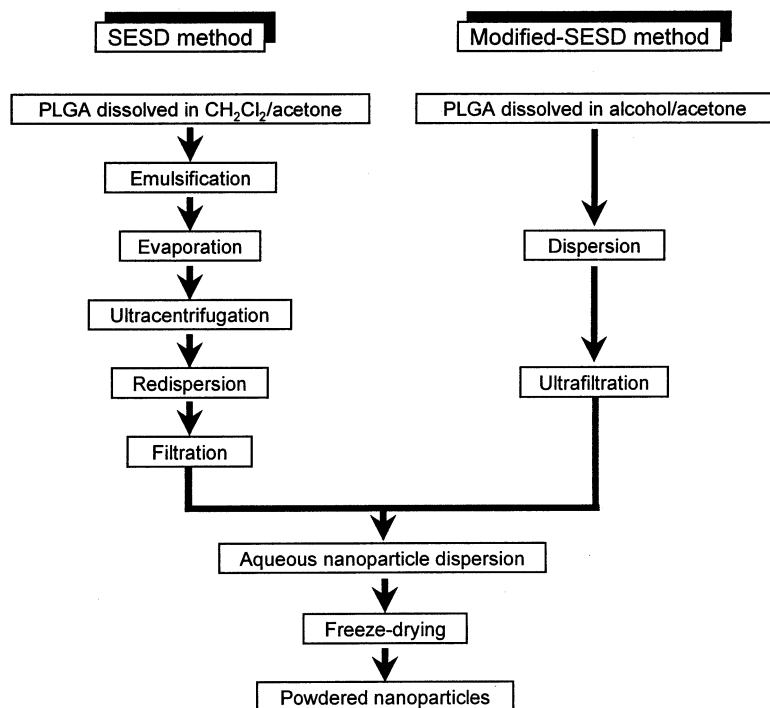 SESD method
Modified-SESD method
PLGA dissolved in CH₂Cl₂/acetone
PLGA dissolved in alcohol/acetone
Emulsification
Evaporation
Dispersion
Ultracentrifugation
Redispersion
Ultrafiltration
Filtration
Aqueous nanoparticle dispersion
Freeze-drying
Powdered nanoparticles